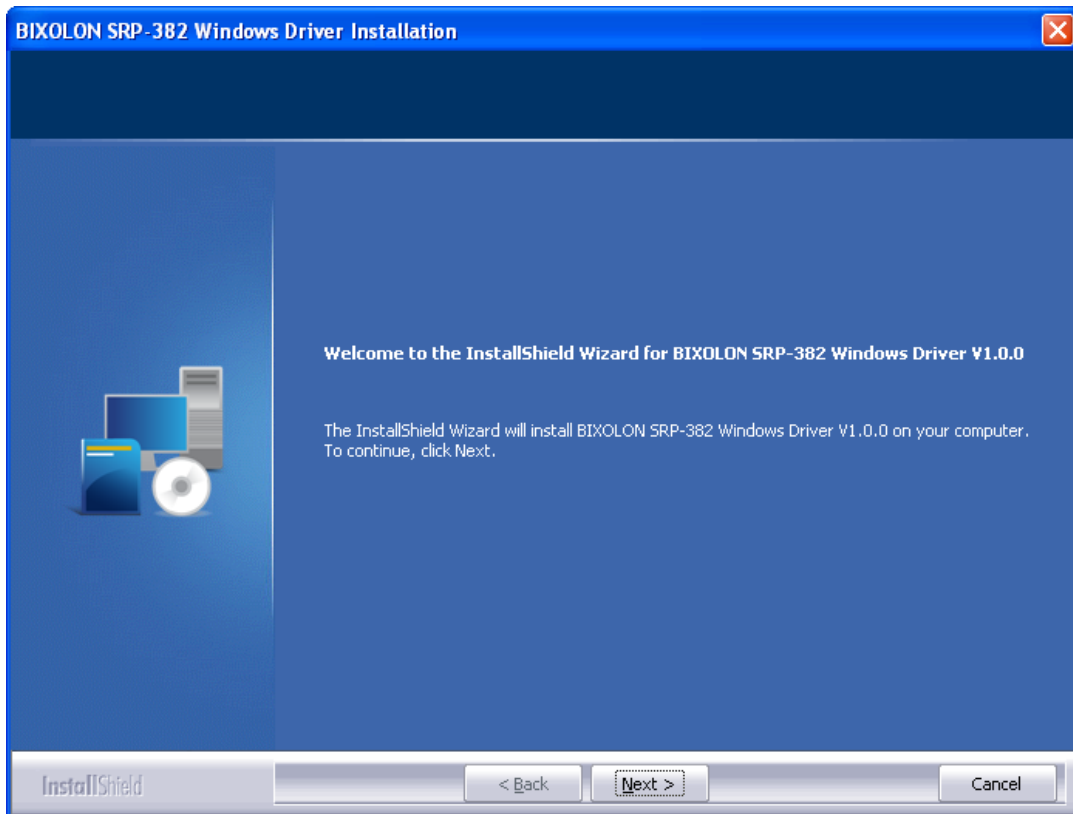 BIXOLON SRP-382 Windows Driver Installation
Welcome to the InstallShield Wizard for BIXOLON SRP-382 Windows Driver V1.0.0
The InstallShield Wizard will install BIXOLON SRP-382 Windows Driver V1.0.0 on your computer.
To continue, click Next.
InstallShield
< Back
Next >
Cancel